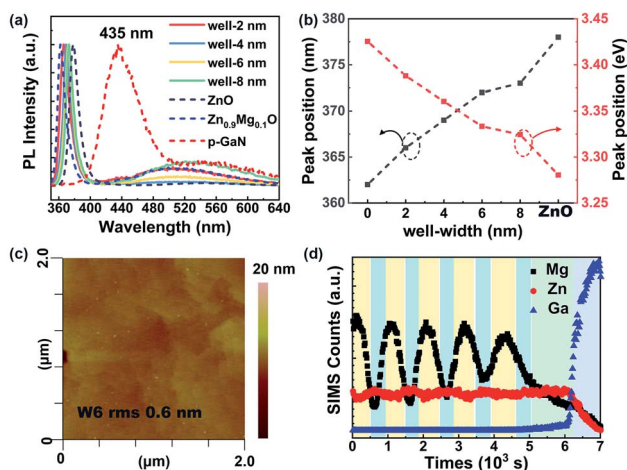 (a)
435 nm
well-2 nm
well-4 nm
well-6 nm
well-8 nm
ZnO
Zn0.9Mg0.1O
p-GaN
PL Intensity (a.u.)
360 400 440 480 520 560 600 640
Wavelength (nm)
(b)
380
370
360
Peak position (nm)
3.45
3.40
3.35
3.30
3.25
Peak position (eV)
0 2 4 6 8 ZnO
well-width (nm)
(c)
2.0
(μm)
0
W6 rms 0.6 nm
0 (μm) 2.0
20 nm
0 nm
(d)
Mg
Zn
Ga
SIMS Counts (a.u.)
0 1 2 3 4 5 6 7
Times (10³ s)